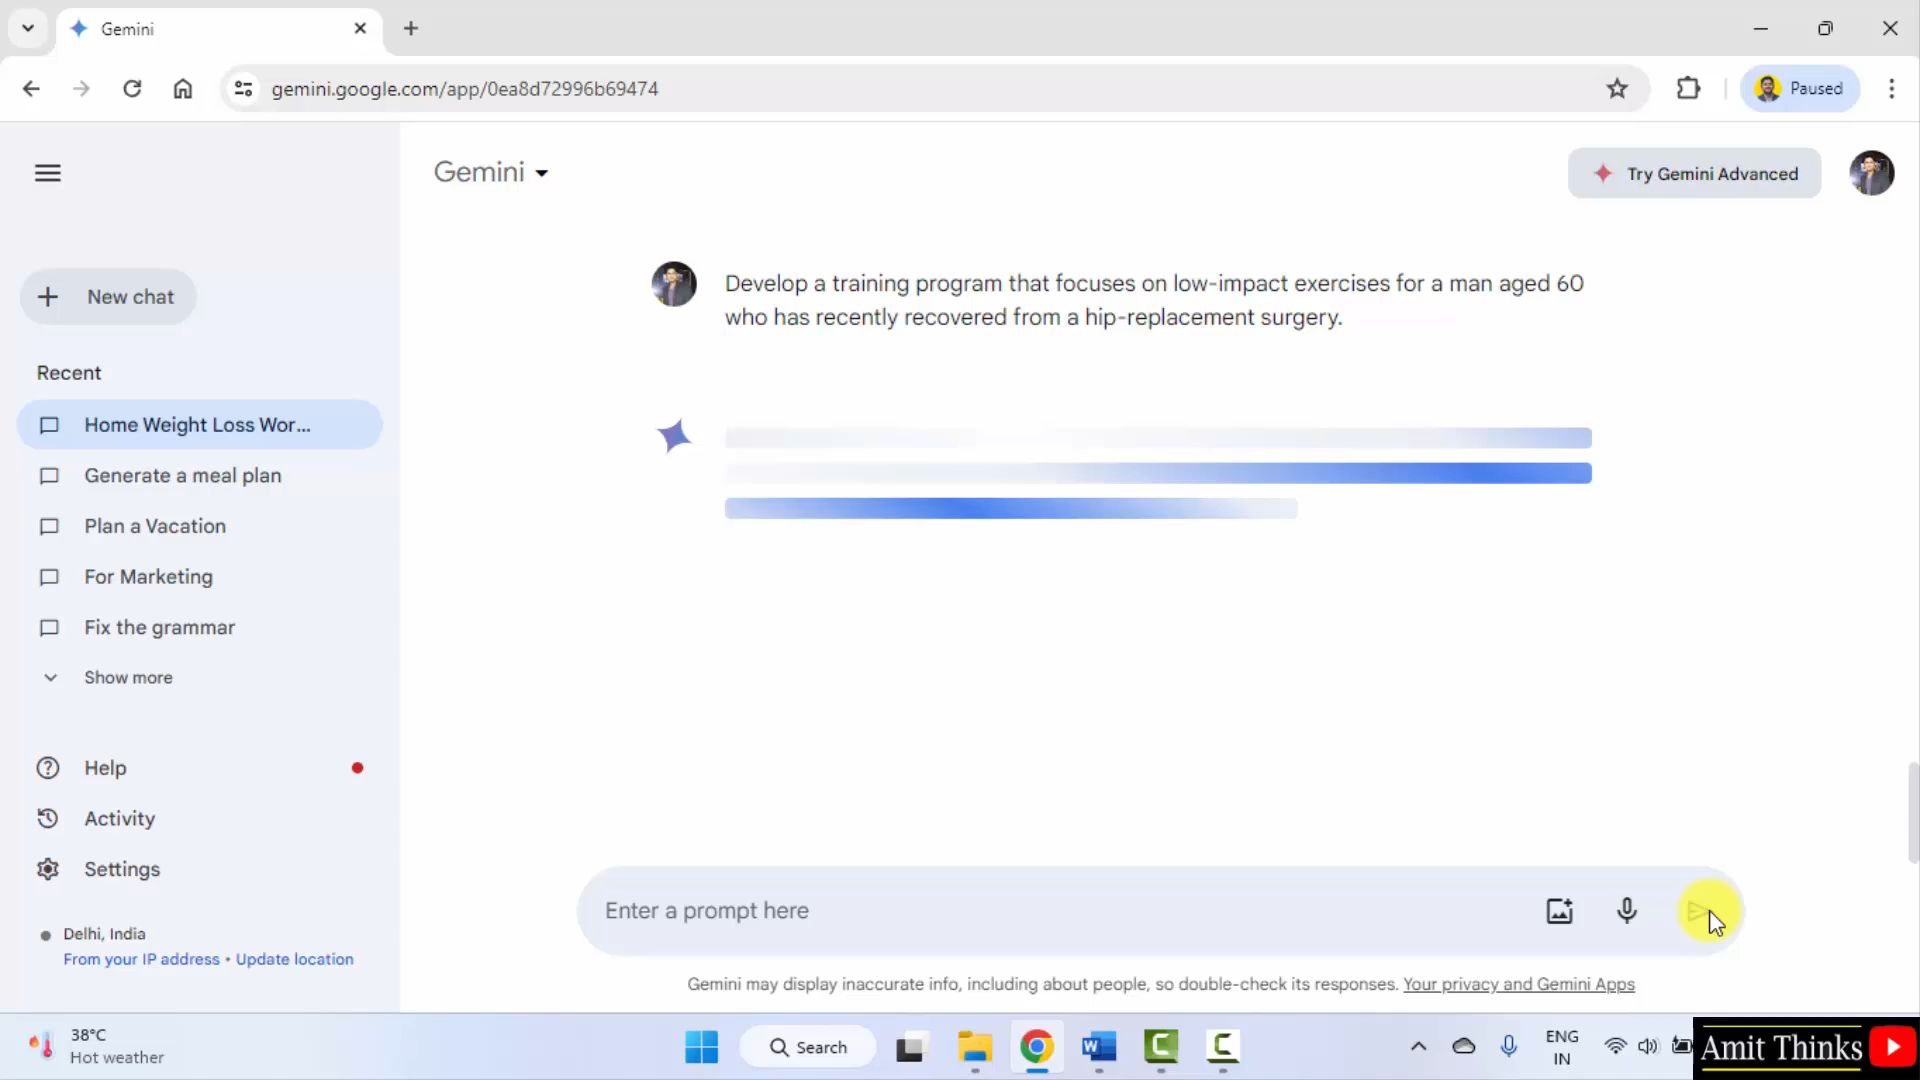 Gemini
gemini.google.com/app/0ea8d72996b69474
Paused
Gemini
Try Gemini Advanced
New chat
Recent
Home Weight Loss Wor...
Generate a meal plan
Plan a Vacation
For Marketing
Fix the grammar
Show more
Help
Activity
Settings
Delhi, India
From your IP address • Update location
Develop a training program that focuses on low-impact exercises for a man aged 60
who has recently recovered from a hip-replacement surgery.
Enter a prompt here
Gemini may display inaccurate info, including about people, so double-check its responses. Your privacy and Gemini Apps
38°C
Hot weather
Search
ENG
IN
Amit Thinks